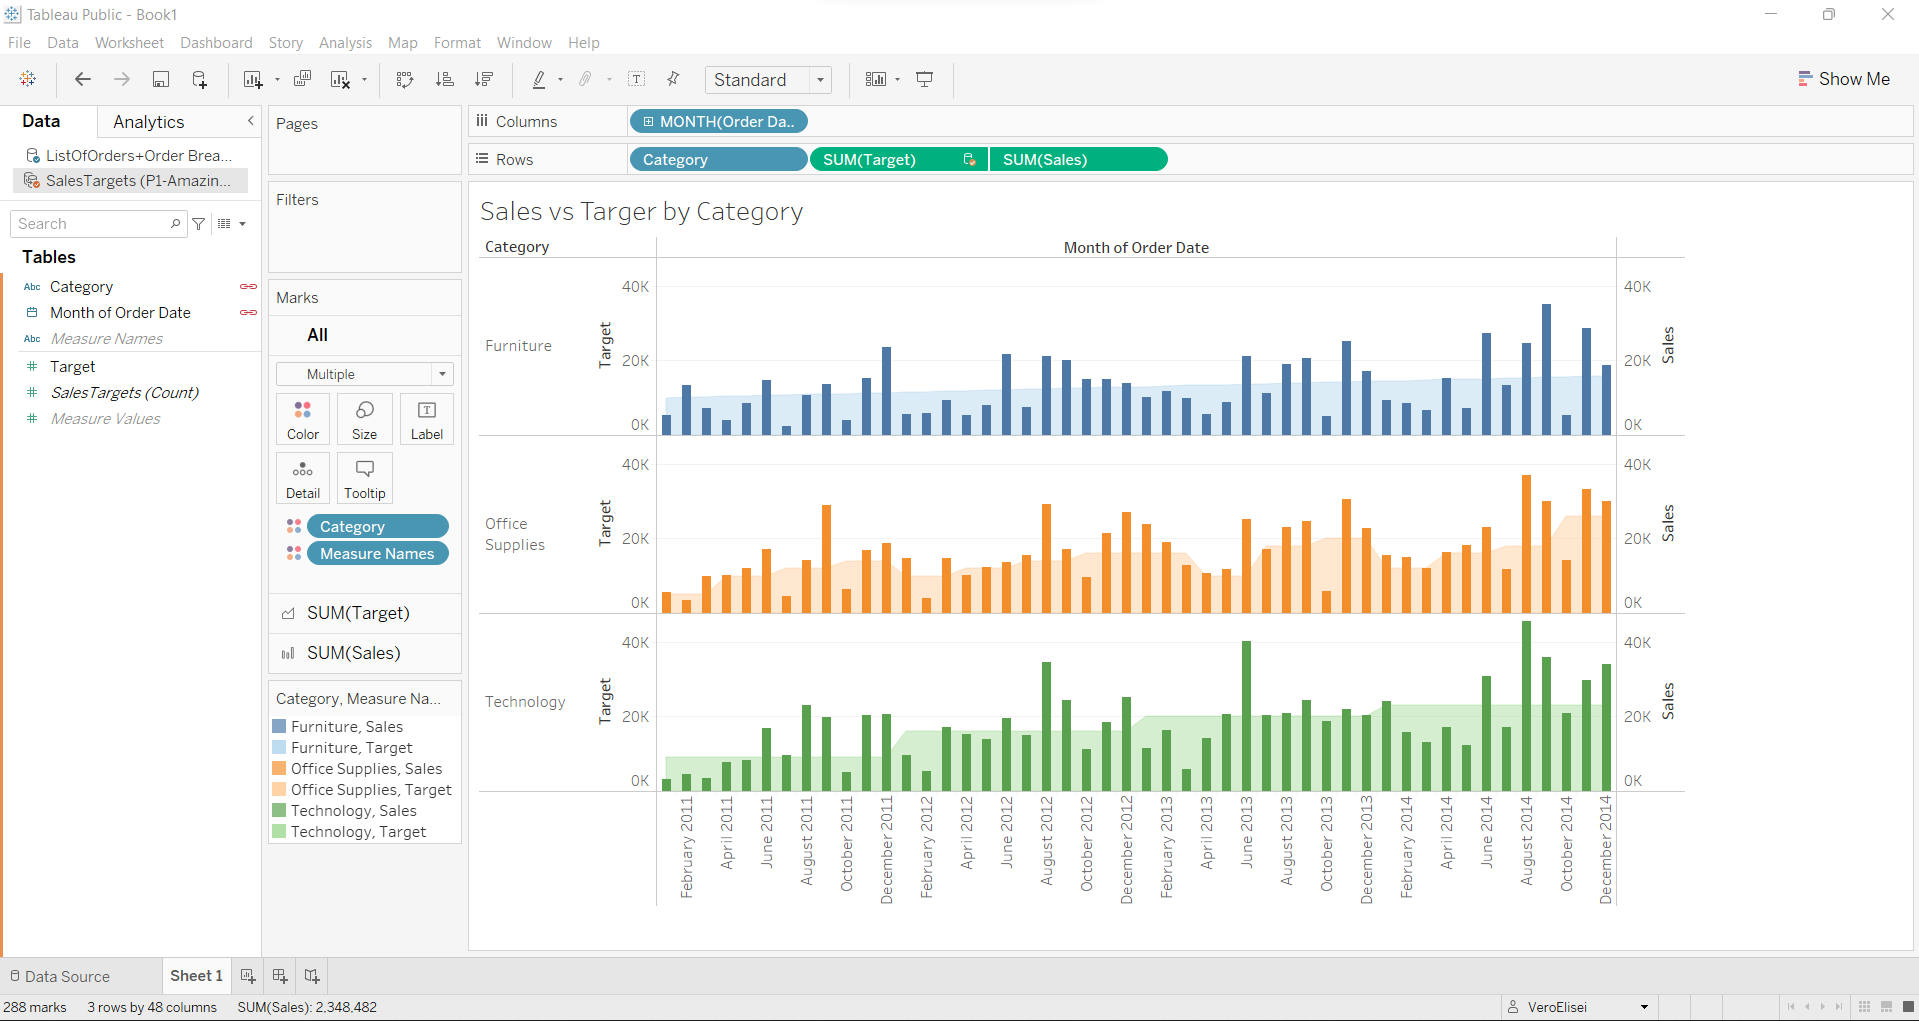 Tableau Public - Book1
File Data Worksheet Dashboard Story Analysis Map Format Window Help
Standard
Show Me
Data
Analytics
ListOfOrders+Order Brea...
SalesTargets (P1-Amazin...
Search
Tables
Abc Category
Month of Order Date
Abc Measure Names
# Target
# SalesTargets (Count)
# Measure Values
Pages
Filters
Marks
All
Multiple
Color Size Label
Detail Tooltip
Category
Measure Names
SUM(Target)
SUM(Sales)
Category, Measure Na...
Furniture, Sales
Furniture, Target
Office Supplies, Sales
Office Supplies, Target
Technology, Sales
Technology, Target
Columns
MONTH(Order Da..
Rows
Category
SUM(Target)
SUM(Sales)
Sales vs Targer by Category
Category
Month of Order Date
Furniture
Target
40K
20K
0K
40K
20K
0K
Sales
Office
Supplies
Target
40K
20K
0K
40K
20K
0K
Sales
Technology
Target
40K
20K
0K
40K
20K
0K
Sales
February 2011
April 2011
June 2011
August 2011
October 2011
December 2011
February 2012
April 2012
June 2012
August 2012
October 2012
December 2012
February 2013
April 2013
June 2013
August 2013
October 2013
December 2013
February 2014
April 2014
June 2014
August 2014
October 2014
December 2014
Data Source
Sheet 1
288 marks 3 rows by 48 columns SUM(Sales): 2,348,482
VeroElisei